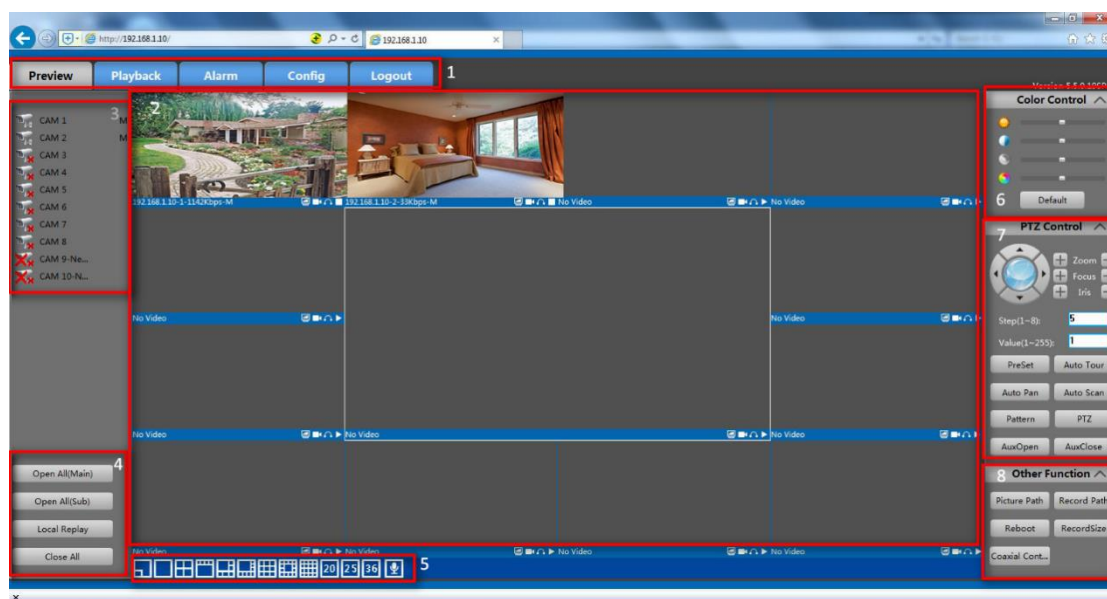 http://192.168.1.10/
192.168.1.10
Preview
Playback
Alarm
Config
Logout
1
2
3
CAM 1
M
CAM 2
M
CAM 3
CAM 4
CAM 5
CAM 6
CAM 7
CAM 8
CAM 9-Ne...
CAM 10-N...
192.168.1.10-1-1142Kbps-M
192.168.1.10-2-33Kbps-M
No Video
No Video
No Video
No Video
No Video
No Video
No Video
No Video
No Video
No Video
No Video
4
Open All(Main)
Open All(Sub)
Local Replay
Close All
20
25
36
5
Color Control
6
Default
PTZ Control
7
Zoom
Focus
Iris
Step(1~8):
5
Value(1~255):
1
PreSet
Auto Tour
Auto Pan
Auto Scan
Pattern
PTZ
AuxOpen
AuxClose
8
Other Function
Picture Path
Record Path
Reboot
RecordSize
Coaxial Cont...